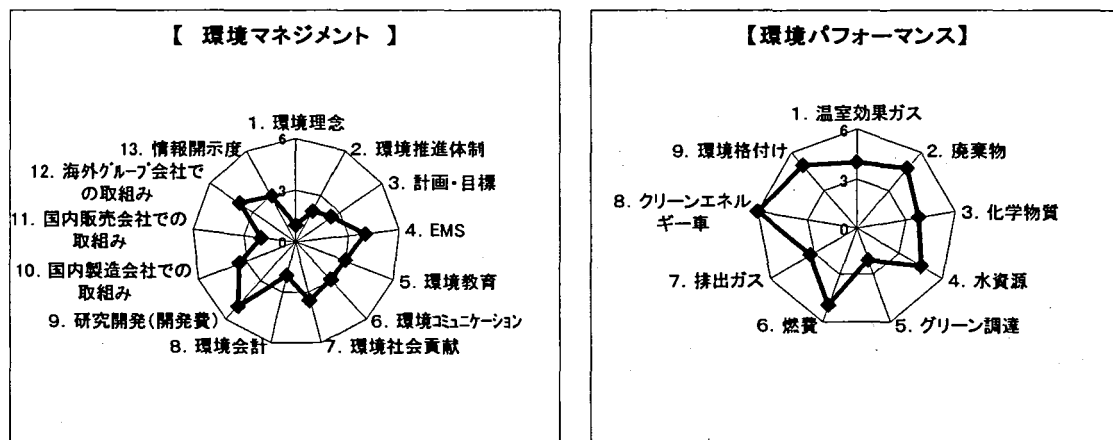 【 環境マネジメント 】
6
3
0
1. 環境理念
2. 環境推進体制
3. 計画・目標
4. EMS
5. 環境教育
6. 環境ｺﾐｭﾆｹｰｼｮﾝ
7. 環境社会貢献
8. 環境会計
9. 研究開発(開発費)
10. 国内製造会社での
取組み
11. 国内販売会社での
取組み
12. 海外ｸﾞﾙｰﾌﾟ会社で
の取組み
13. 情報開示度
【環境パフォーマンス】
6
3
0
1. 温室効果ガス
2. 廃棄物
3. 化学物質
4. 水資源
5. グリーン調達
6. 燃費
7. 排出ガス
8. クリーンエネル
ギー車
9. 環境格付け